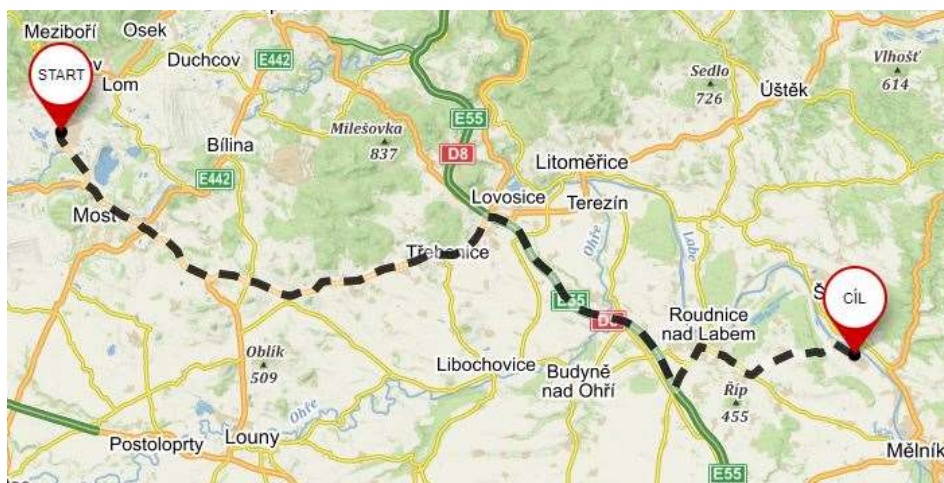 Meziboří
Osek
START
Lom
Duchcov
E442
Bílina
E442
Most
Milešovka
837
E55
D8
Litoměřice
Lovosice
Terezín
Třebenice
Sedlo
726
Úštěk
Vlhošť
614
Ohře
Labe
E55
CÍL
Roudnice
nad Labem
Oblík
509
Libochovice
Budyně
nad Ohří
Říp
455
Ohře
Postoloprty
Louny
Mělník
E55